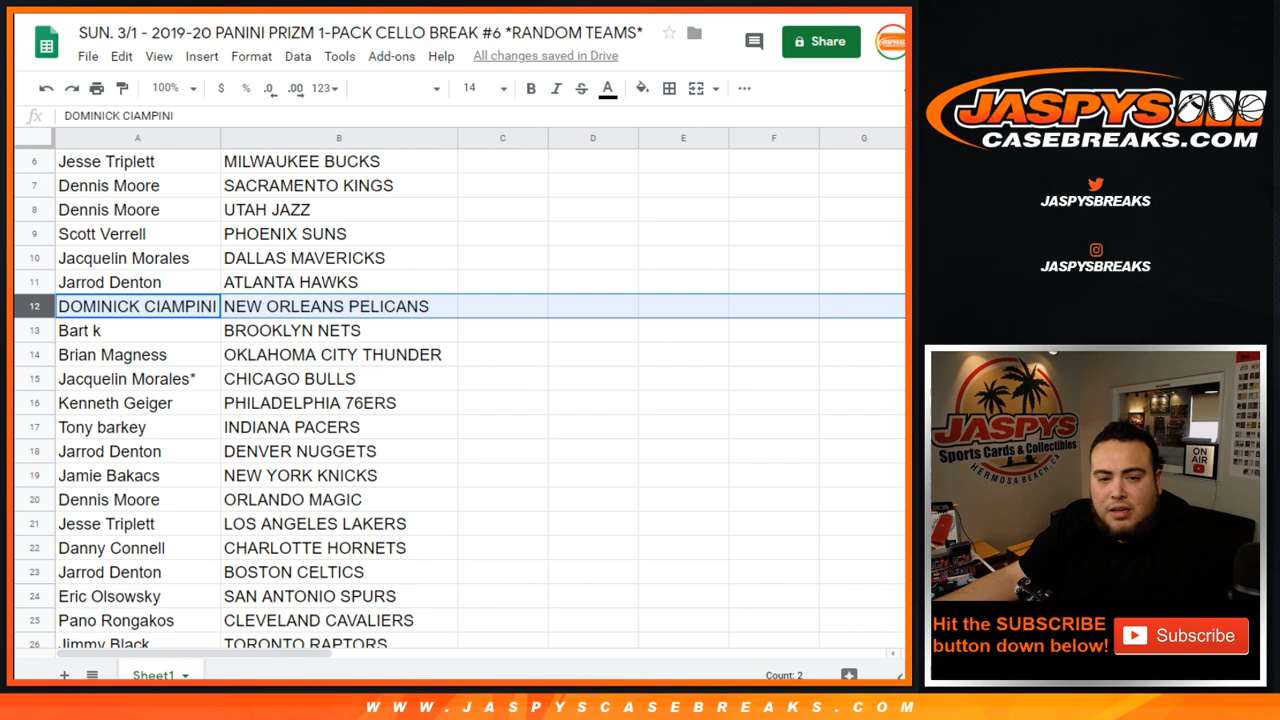 SUN. 3/1 - 2019-20 PANINI PRIZM 1-PACK CELLO BREAK #6 *RANDOM TEAMS*
File Edit View Insert Format Data Tools Add-ons Help All changes saved in Drive
Share
100% $ % .0 .00 123 14 B I S A
fx DOMINICK CIAMPINI
A B C D E F G
6 Jesse Triplett MILWAUKEE BUCKS
7 Dennis Moore SACRAMENTO KINGS
8 Dennis Moore UTAH JAZZ
9 Scott Verrell PHOENIX SUNS
10 Jacquelin Morales DALLAS MAVERICKS
11 Jarrod Denton ATLANTA HAWKS
12 DOMINICK CIAMPINI NEW ORLEANS PELICANS
13 Bart k BROOKLYN NETS
14 Brian Magness OKLAHOMA CITY THUNDER
15 Jacquelin Morales* CHICAGO BULLS
16 Kenneth Geiger PHILADELPHIA 76ERS
17 Tony barkey INDIANA PACERS
18 Jarrod Denton DENVER NUGGETS
19 Jamie Bakacs NEW YORK KNICKS
20 Dennis Moore ORLANDO MAGIC
21 Jesse Triplett LOS ANGELES LAKERS
22 Danny Connell CHARLOTTE HORNETS
23 Jarrod Denton BOSTON CELTICS
24 Eric Olsowsky SAN ANTONIO SPURS
25 Pano Rongakos CLEVELAND CAVALIERS
26 Jimmy Black TORONTO RAPTORS
Sheet1
Count: 2
JASPYS
CASEBREAKS.COM
JASPYSBREAKS
JASPYSBREAKS
JASPYS
Sports Cards & Collectibles
HERMOSA BEACH, CA
ON
AIR
Hit the SUBSCRIBE
button down below!
Subscribe
WWW.JASPYSCASEBREAKS.COM